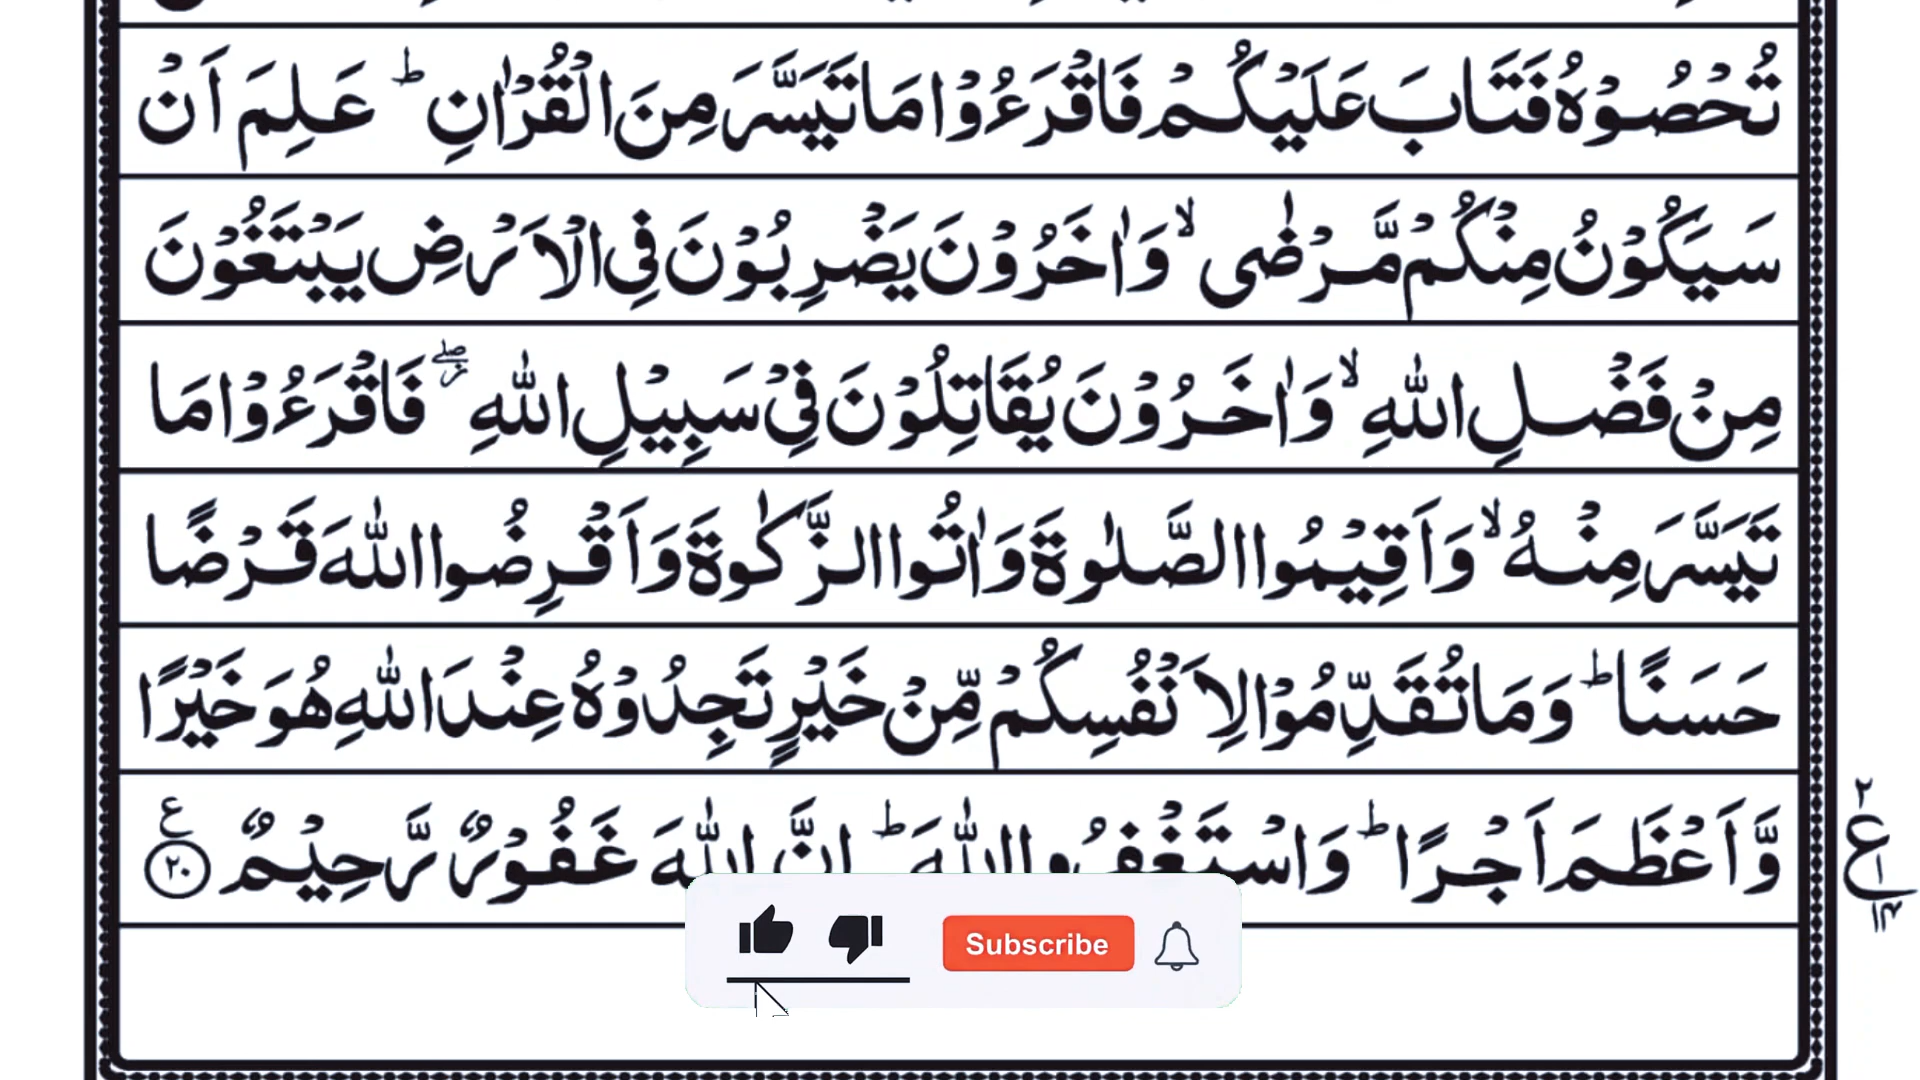 تُحۡصُوۡهُ فَتَابَ عَلَيۡكُمۡ فَاقۡرَءُوۡا مَا تَيَسَّرَ مِنَ الۡقُرۡاٰنِ ؕ عَلِمَ اَنۡ
سَيَكُوۡنُ مِنۡكُمۡ مَّرۡضٰى ۙ وَاٰخَرُوۡنَ يَضۡرِبُوۡنَ فِى الۡاَرۡضِ يَبۡتَغُوۡنَ
مِنۡ فَضۡلِ اللّٰهِ ۙ وَاٰخَرُوۡنَ يُقَاتِلُوۡنَ فِىۡ سَبِيۡلِ اللّٰهِ ۖ ز فَاقۡرَءُوۡا مَا
تَيَسَّرَ مِنۡهُ ۙ وَاَقِيۡمُوا الصَّلٰوةَ وَاٰتُوا الزَّكٰوةَ وَاَقۡرِضُوا اللّٰهَ قَرۡضًا
حَسَنًا ؕ وَمَا تُقَدِّمُوۡا لِاَنۡفُسِكُمۡ مِّنۡ خَيۡرٍ تَجِدُوۡهُ عِنۡدَ اللّٰهِ هُوَ خَيۡرًا
وَّاَعۡظَمَ اَجۡرًا ؕ وَاسۡتَغۡفِرُوا اللّٰهَ ؕ اِنَّ اللّٰهَ غَفُوۡرٌ رَّحِيۡمٌ ع ٢٠
Subscribe